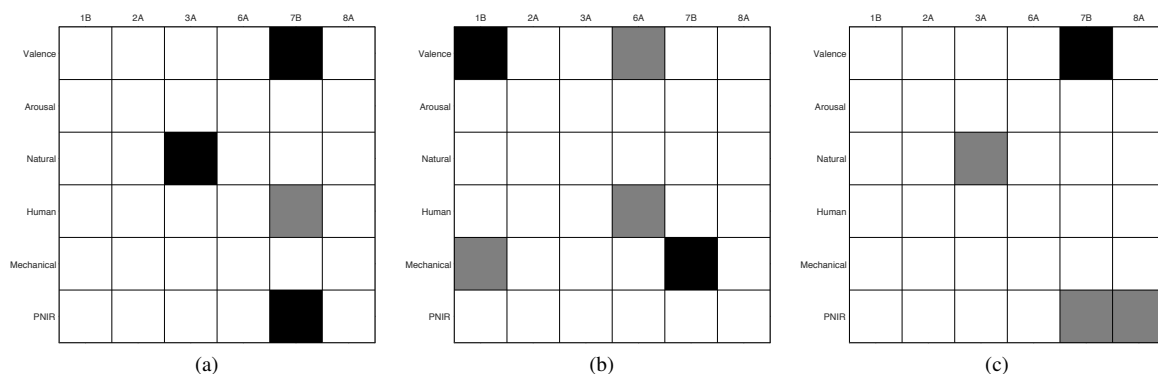 1B 2A 3A 6A 7B 8A
Valence
Arousal
Natural
Human
Mechanical
PNIR
(a)
1B 2A 3A 6A 7B 8A
Valence
Arousal
Natural
Human
Mechanical
PNIR
(b)
1B 2A 3A 6A 7B 8A
Valence
Arousal
Natural
Human
Mechanical
PNIR
(c)